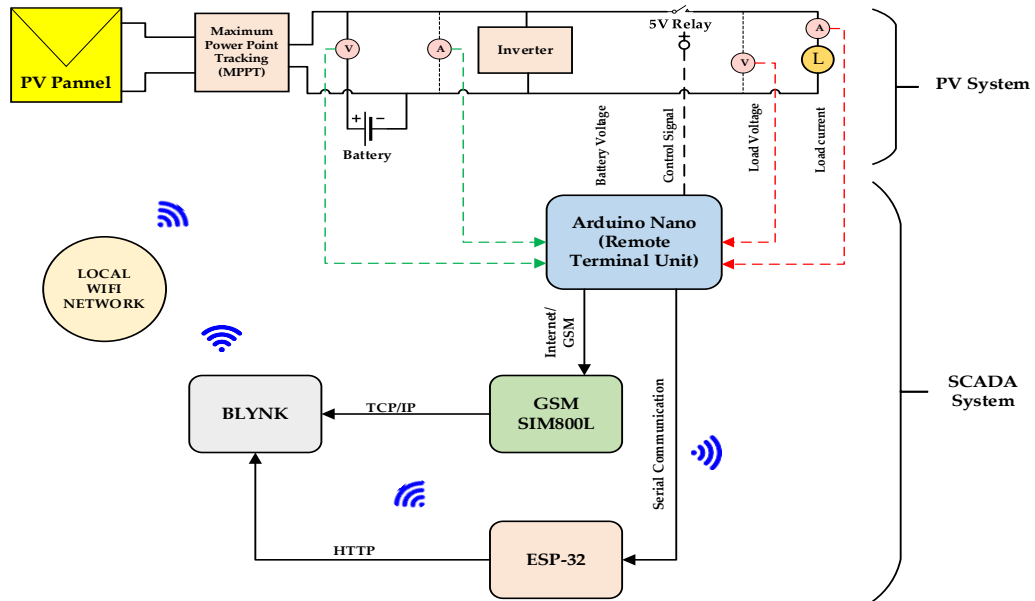 PV Pannel
Maximum
Power Point
Tracking
(MPPT)
V
A
Inverter
5V Relay
A
L
V
PV System
+ −
Battery
Battery Voltage
Control Signal
Load Voltage
Load current
Arduino Nano
(Remote
Terminal Unit)
LOCAL
WIFI
NETWORK
Internet/
GSM
Serial Communication
BLYNK
TCP/IP
GSM
SIM800L
SCADA
System
HTTP
ESP-32